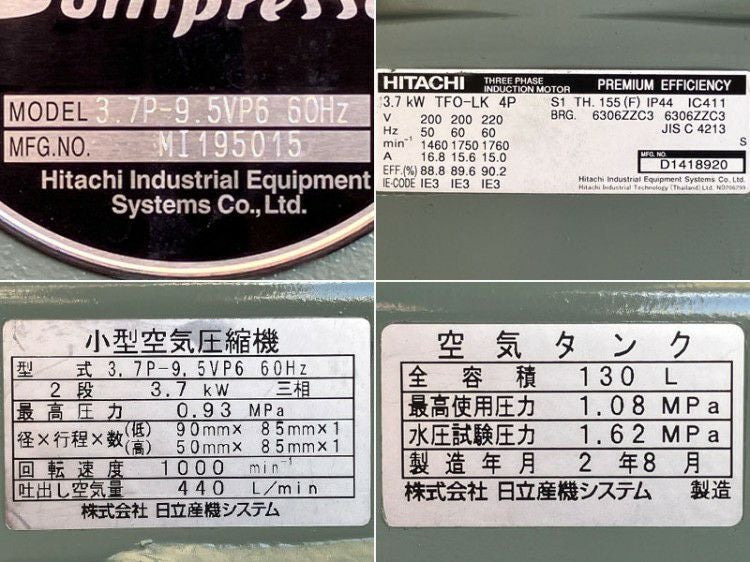 Compresso
MODEL 3.7P-9.5VP6 60Hz
MFG.NO. MI195015
Hitachi Industrial Equipment
Systems Co.,Ltd.
HITACHI THREE PHASE INDUCTION MOTOR PREMIUM EFFICIENCY
3.7 kW TFO-LK 4P S1 TH. 155 (F) IP44 IC411
V 200 200 220 BRG. 6306ZZC3 6306ZZC3
Hz 50 60 60 JIS C 4213
min⁻¹ 1460 1750 1760 S
A 16.8 15.6 15.0 MFG. NO.
EFF.(%) 88.8 89.6 90.2 D1418920
IE-CODE IE3 IE3 IE3 Hitachi Industrial Equipment Systems Co., Ltd.
Hitachi Industrial Technology (Thailand) Ltd.
小型空気圧縮機
型式 3.7P-9.5VP6 60Hz
2段 3.7 kW 三相
最高圧力 0.93 MPa
径×行程×数 (低) 90mm× 85mm×1
(高) 50mm× 85mm×1
回転速度 1000 min⁻¹
吐出し空気量 440 L/min
株式会社 日立産機システム
空気タンク
全容積 130 L
最高使用圧力 1.08 MPa
水圧試験圧力 1.62 MPa
製造年月 2年8月
株式会社 日立産機システム 製造